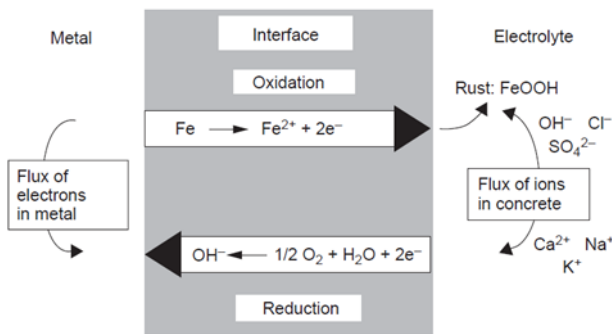 Metal
Interface
Electrolyte
Oxidation
Fe → Fe²⁺ + 2e⁻
Rust: FeOOH
OH⁻ Cl⁻
SO₄²⁻
Flux of
electrons
in metal
Flux of ions
in concrete
OH⁻ ← 1/2 O₂ + H₂O + 2e⁻
Ca²⁺ Na⁺
K⁺
Reduction